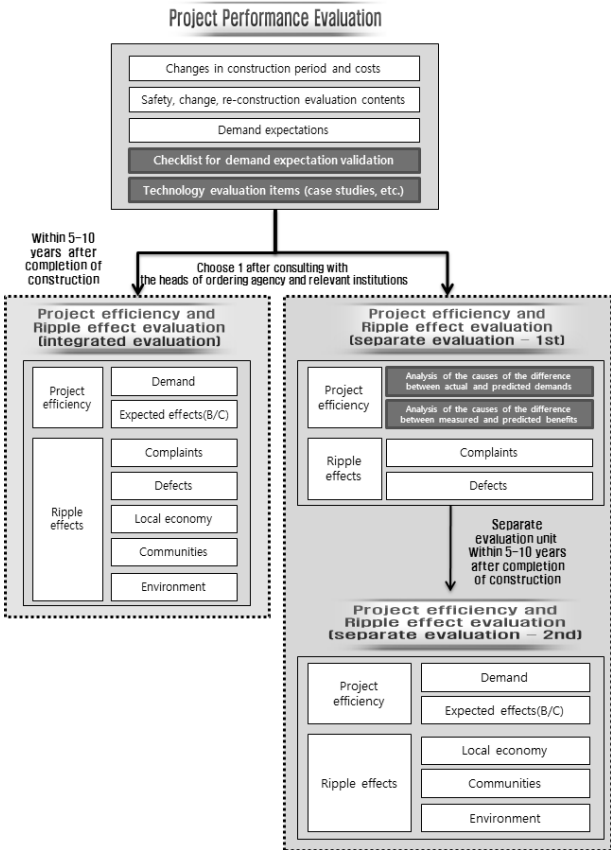 Project Performance Evaluation
Changes in construction period and costs
Safety, change, re-construction evaluation contents
Demand expectations
Checklist for demand expectation validation
Technology evaluation items (case studies, etc.)
Within 5-10
years after
completion of
construction
Choose 1 after consulting with
the heads of ordering agency and relevant institutions
Project efficiency and
Ripple effect evaluation
(integrated evaluation)
Project
efficiency
Demand
Expected effects(B/C)
Ripple
effects
Complaints
Defects
Local economy
Communities
Environment
Project efficiency and
Ripple effect evaluation
(separate evaluation - 1st)
Project
efficiency
Analysis of the causes of the difference
between actual and predicted demands
Analysis of the causes of the difference
between measured and predicted benefits
Ripple
effects
Complaints
Defects
Separate
evaluation unit
Within 5-10 years
after completion
of construction
Project efficiency and
Ripple effect evaluation
(separate evaluation - 2nd)
Project
efficiency
Demand
Expected effects(B/C)
Ripple effects
Local economy
Communities
Environment